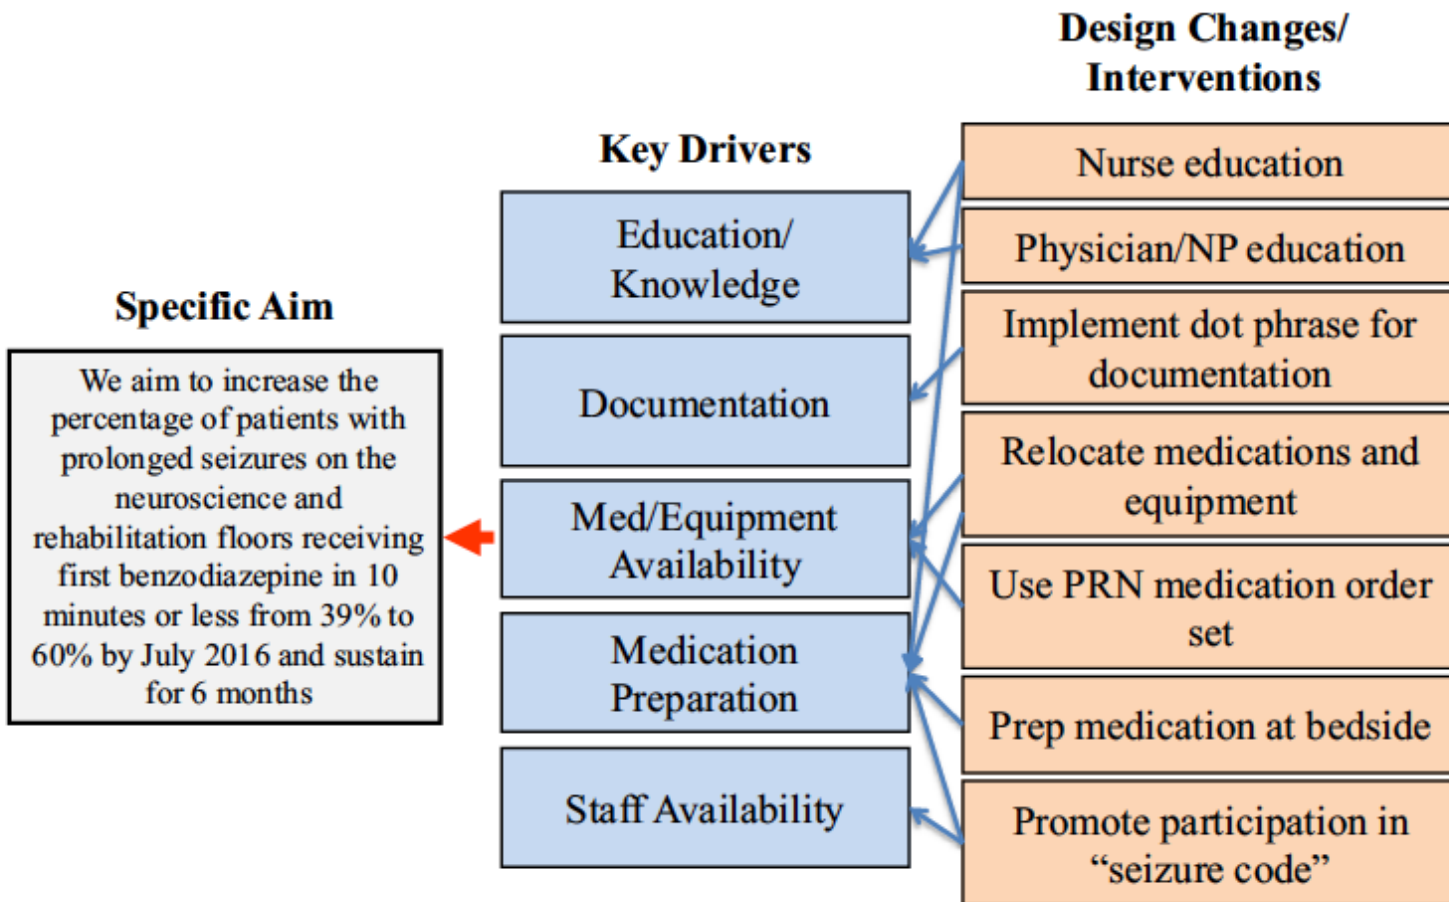 Specific Aim
We aim to increase the
percentage of patients with
prolonged seizures on the
neuroscience and
rehabilitation floors receiving
first benzodiazepine in 10
minutes or less from 39% to
60% by July 2016 and sustain
for 6 months
Key Drivers
Education/
Knowledge
Documentation
Med/Equipment
Availability
Medication
Preparation
Staff Availability
Design Changes/
Interventions
Nurse education
Physician/NP education
Implement dot phrase for
documentation
Relocate medications and
equipment
Use PRN medication order
set
Prep medication at bedside
Promote participation in
“seizure code”